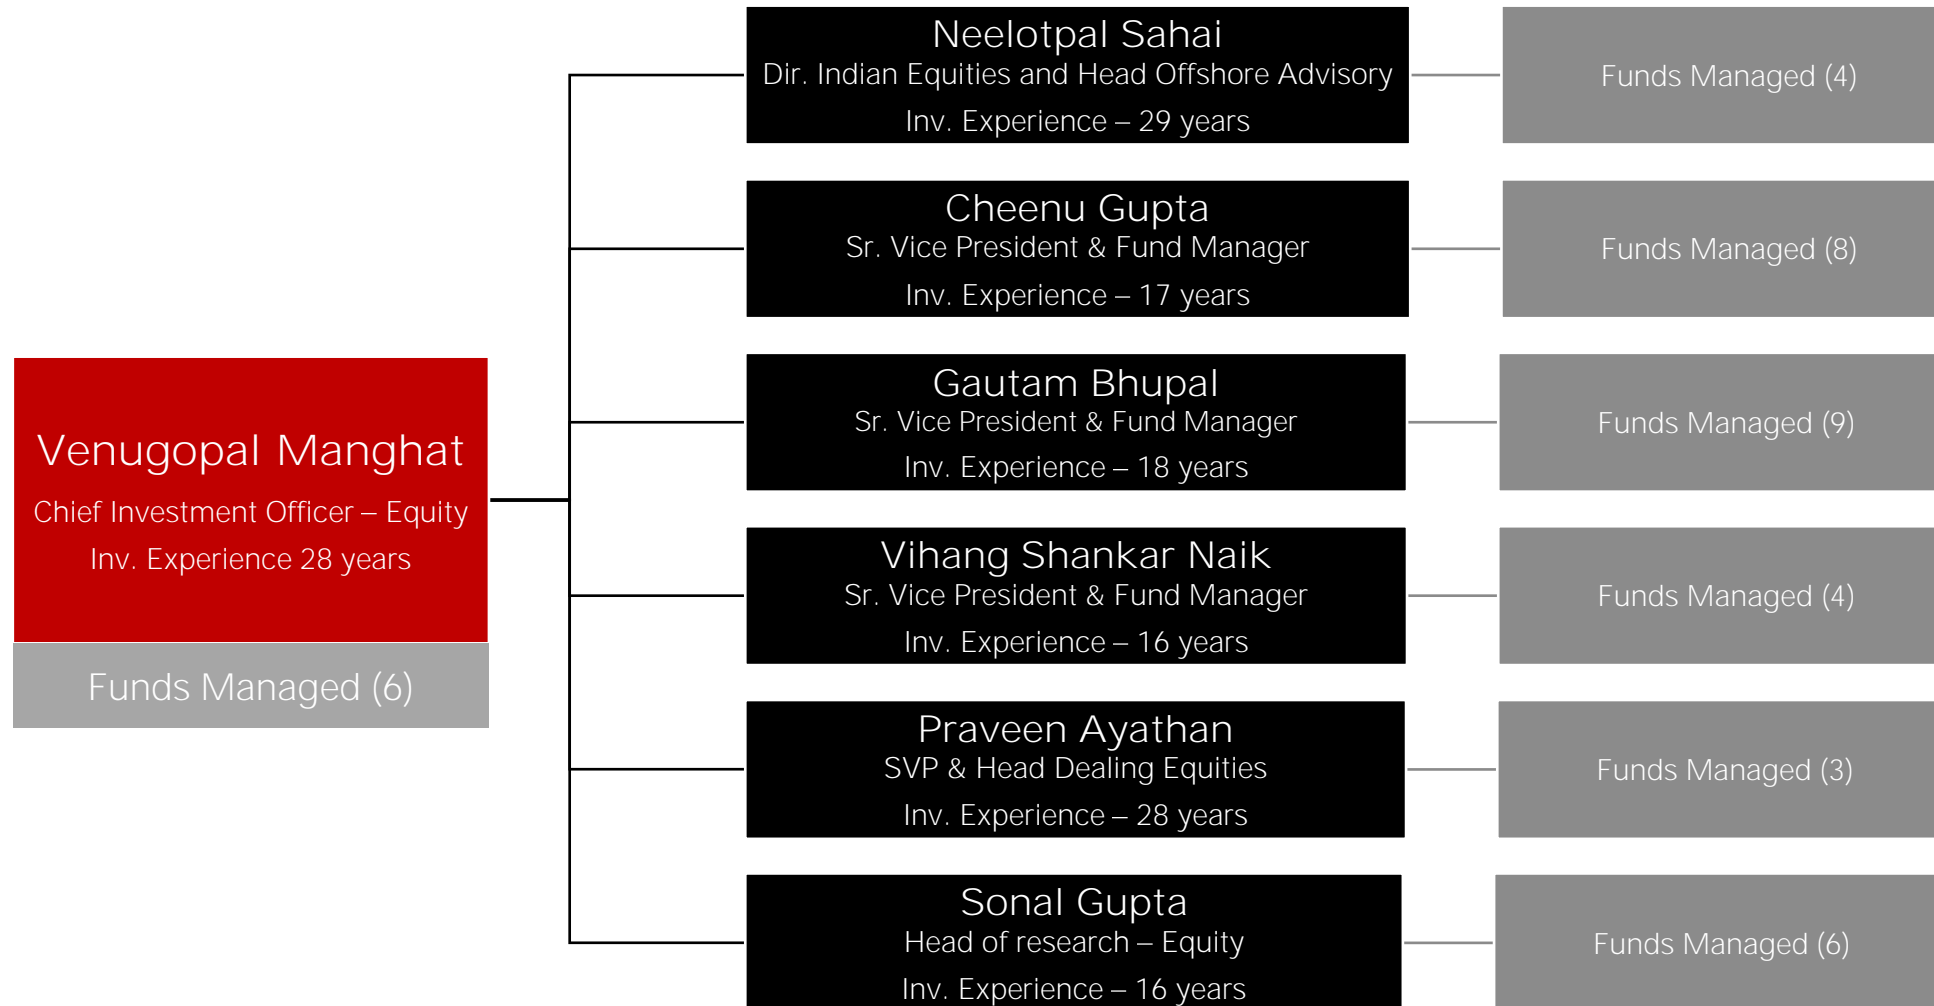 Venugopal Manghat
Chief Investment Officer – Equity
Inv. Experience 28 years
Funds Managed (6)
Neelotpal Sahai
Dir. Indian Equities and Head Offshore Advisory
Inv. Experience – 29 years
Funds Managed (4)
Cheenu Gupta
Sr. Vice President & Fund Manager
Inv. Experience – 17 years
Funds Managed (8)
Gautam Bhupal
Sr. Vice President & Fund Manager
Inv. Experience – 18 years
Funds Managed (9)
Vihang Shankar Naik
Sr. Vice President & Fund Manager
Inv. Experience – 16 years
Funds Managed (4)
Praveen Ayathan
SVP & Head Dealing Equities
Inv. Experience – 28 years
Funds Managed (3)
Sonal Gupta
Head of research – Equity
Inv. Experience – 16 years
Funds Managed (6)